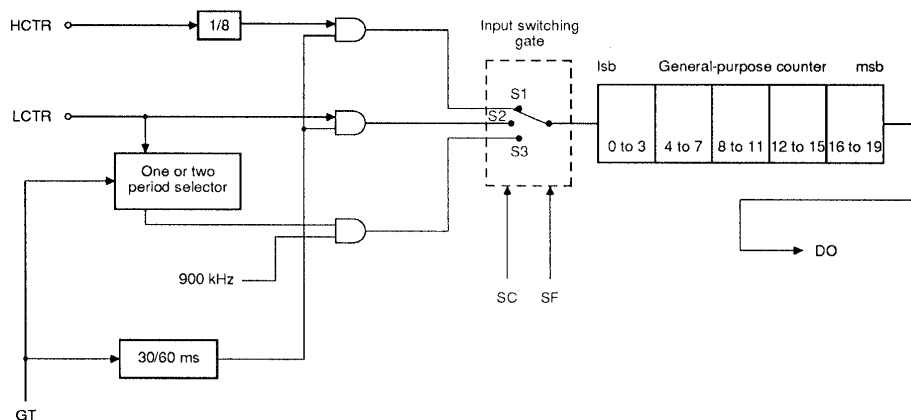 HCTR
1/8
Input switching
gate
lsb General-purpose counter msb
S1
LCTR
S2
S3
0 to 3 4 to 7 8 to 11 12 to 15 16 to 19
One or two
period selector
DO
900 kHz
SC SF
30/60 ms
GT